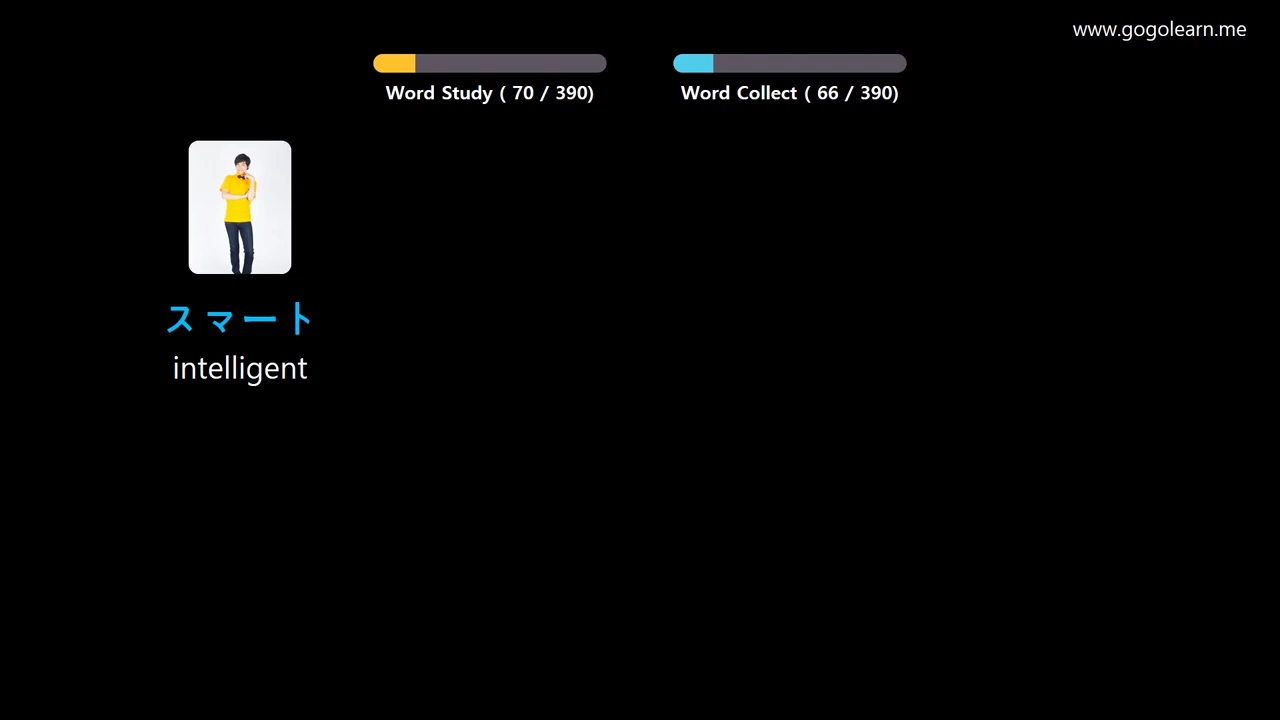 www.gogolearn.me
Word Study ( 70 / 390)
Word Collect ( 66 / 390)
スマート
intelligent